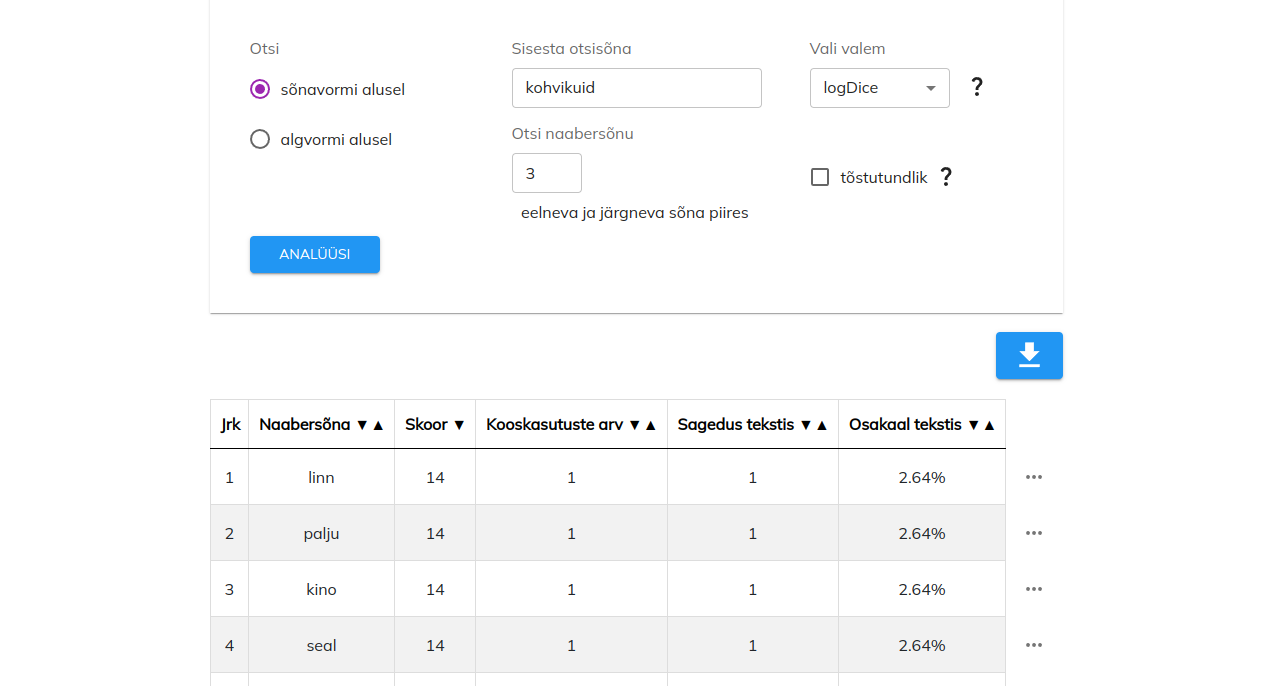 Otsi
sõnavormi alusel
algvormi alusel
Sisesta otsisõna
kohvikuid
Otsi naabersõnu
3
eelneva ja järgneva sõna piires
Vali valem
logDice ?
tõstutundlik ?
ANALÜÜSI
Jrk Naabersõna ▼▲ Skoor ▼ Kooskasutuste arv ▼▲ Sagedus tekstis ▼▲ Osakaal tekstis ▼▲
1 linn 14 1 1 2.64%
2 palju 14 1 1 2.64%
3 kino 14 1 1 2.64%
4 seal 14 1 1 2.64%